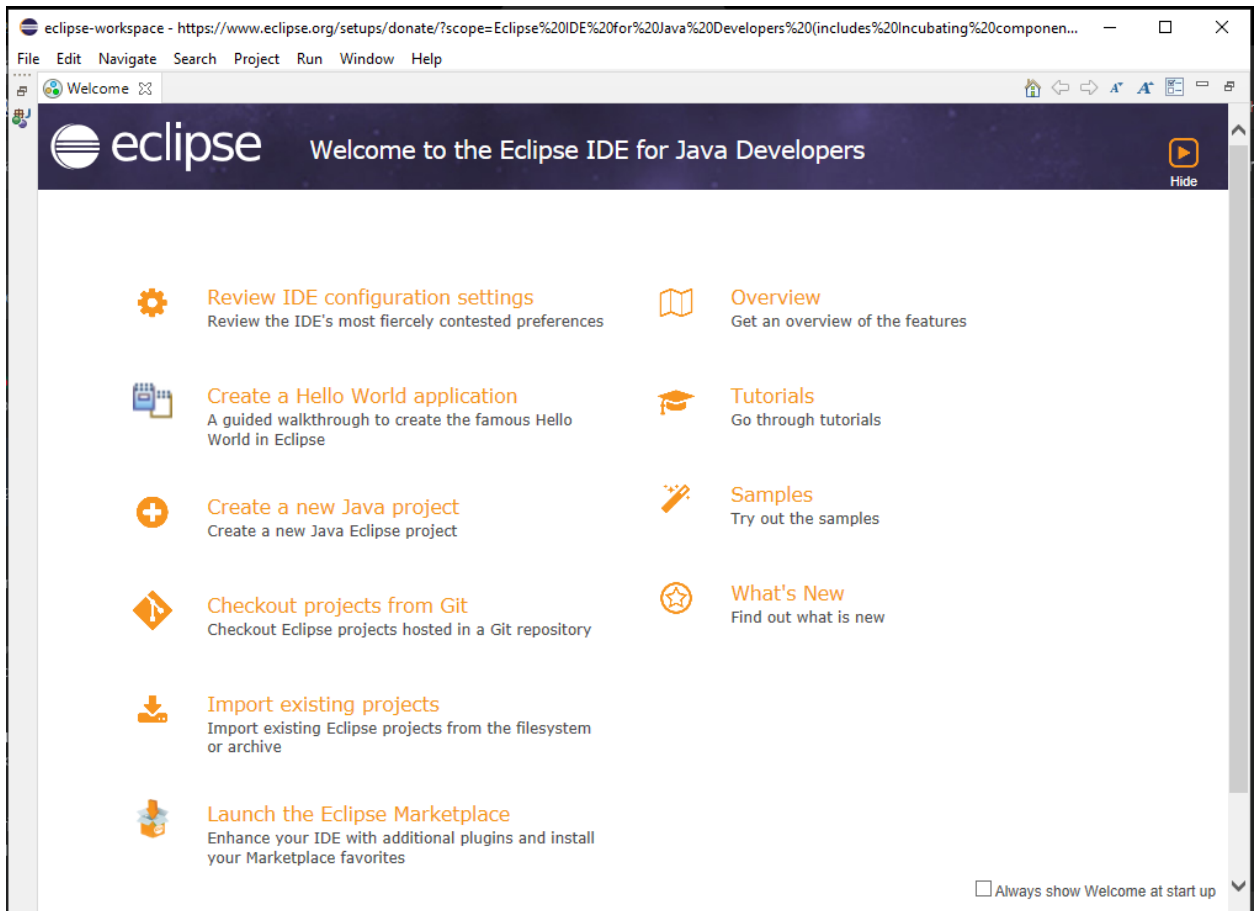 eclipse-workspace - https://www.eclipse.org/setups/donate/?scope=Eclipse%20IDE%20for%20Java%20Developers%20(includes%20Incubating%20componen...
File Edit Navigate Search Project Run Window Help
Welcome
eclipse Welcome to the Eclipse IDE for Java Developers
Hide
Review IDE configuration settings
Review the IDE's most fiercely contested preferences
Create a Hello World application
A guided walkthrough to create the famous Hello
World in Eclipse
Create a new Java project
Create a new Java Eclipse project
Checkout projects from Git
Checkout Eclipse projects hosted in a Git repository
Import existing projects
Import existing Eclipse projects from the filesystem
or archive
Launch the Eclipse Marketplace
Enhance your IDE with additional plugins and install
your Marketplace favorites
Overview
Get an overview of the features
Tutorials
Go through tutorials
Samples
Try out the samples
What's New
Find out what is new
Always show Welcome at start up